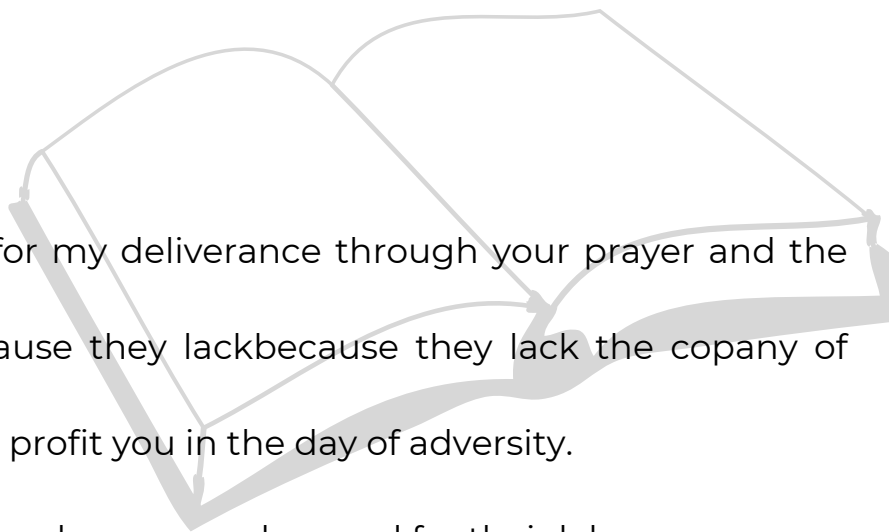 for my deliverance through your prayer and the
ause they lackbecause they lack the copany of
profit you in the day of adversity.